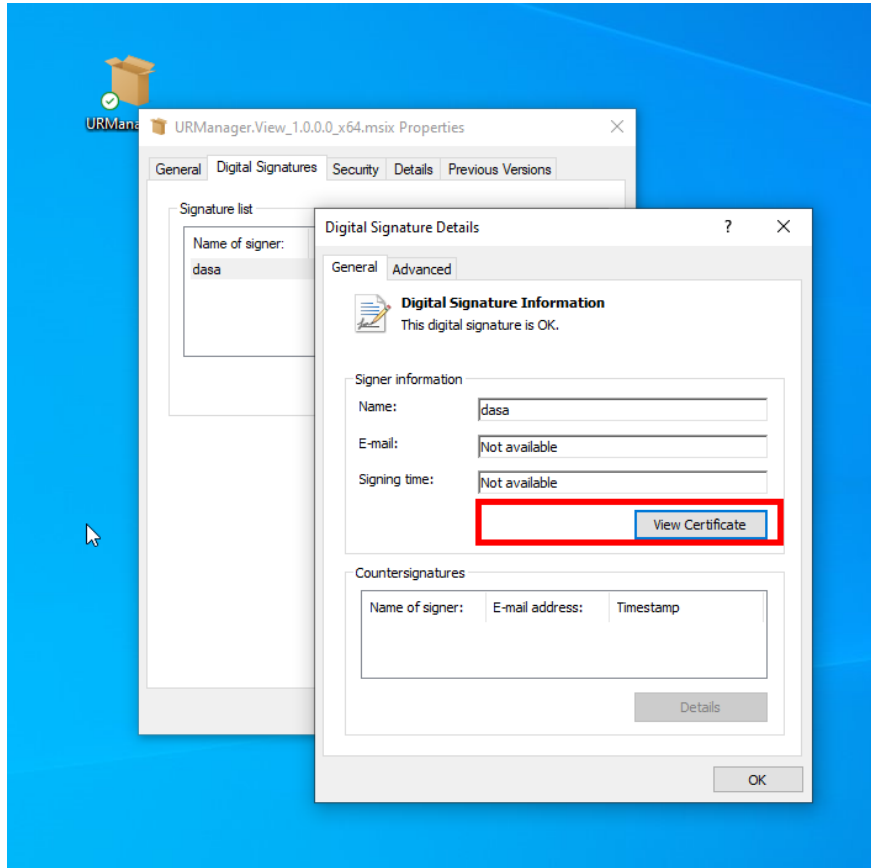 URMana
URManager.View_1.0.0.0_x64.msix Properties
General Digital Signatures Security Details Previous Versions
Signature list
Name of signer:
dasa
Digital Signature Details ?
General Advanced
Digital Signature Information
This digital signature is OK.
Signer information
Name: dasa
E-mail: Not available
Signing time: Not available
View Certificate
Countersignatures
Name of signer: E-mail address: Timestamp
Details
OK